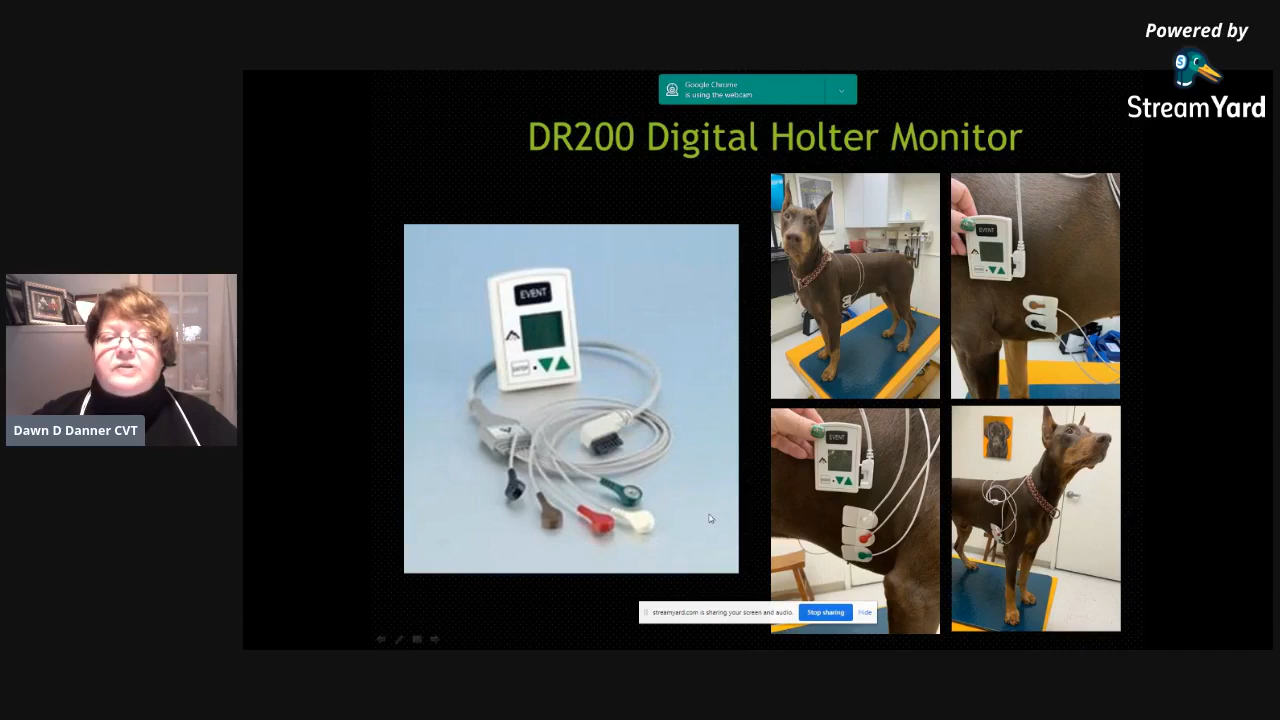 Powered by
StreamYard
Google Chrome
is using the webcam
DR200 Digital Holter Monitor
EVENT
ENTER
EVENT
EVENT
Dawn D Danner CVT
streamyard.com is sharing your screen and audio.
Stop sharing
Hide